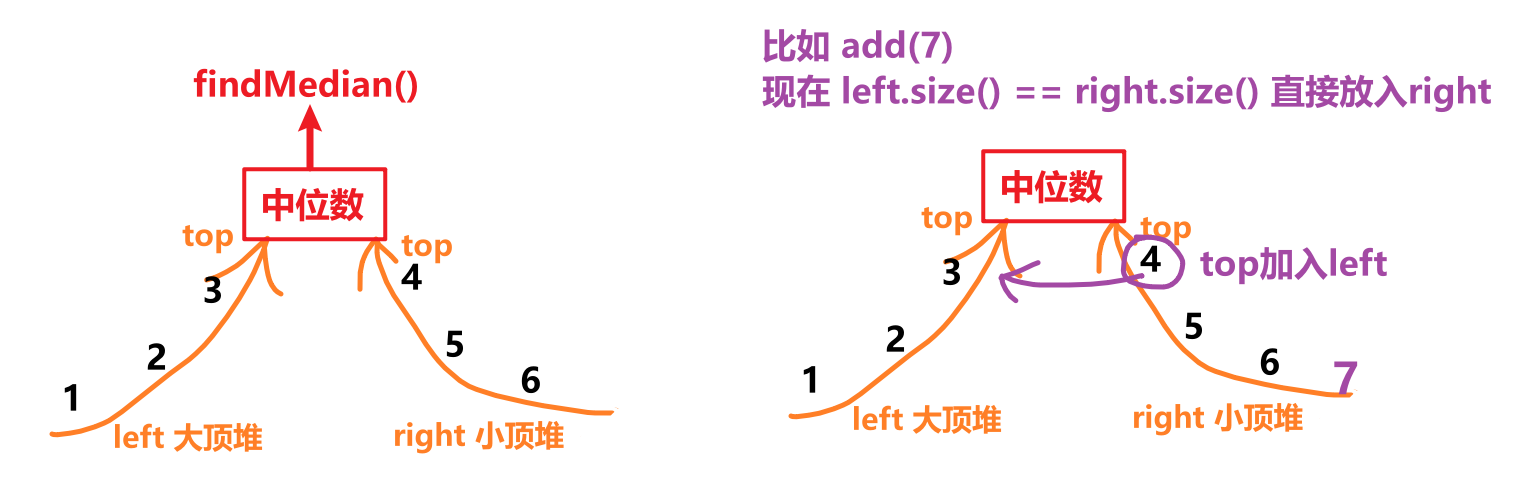 findMedian()
中位数
top
top
3
4
2
5
1
6
left 大顶堆
right 小顶堆
比如 add(7)
现在 left.size() == right.size() 直接放入right
中位数
top
top
3
4
top加入left
2
5
1
6
7
left 大顶堆
right 小顶堆